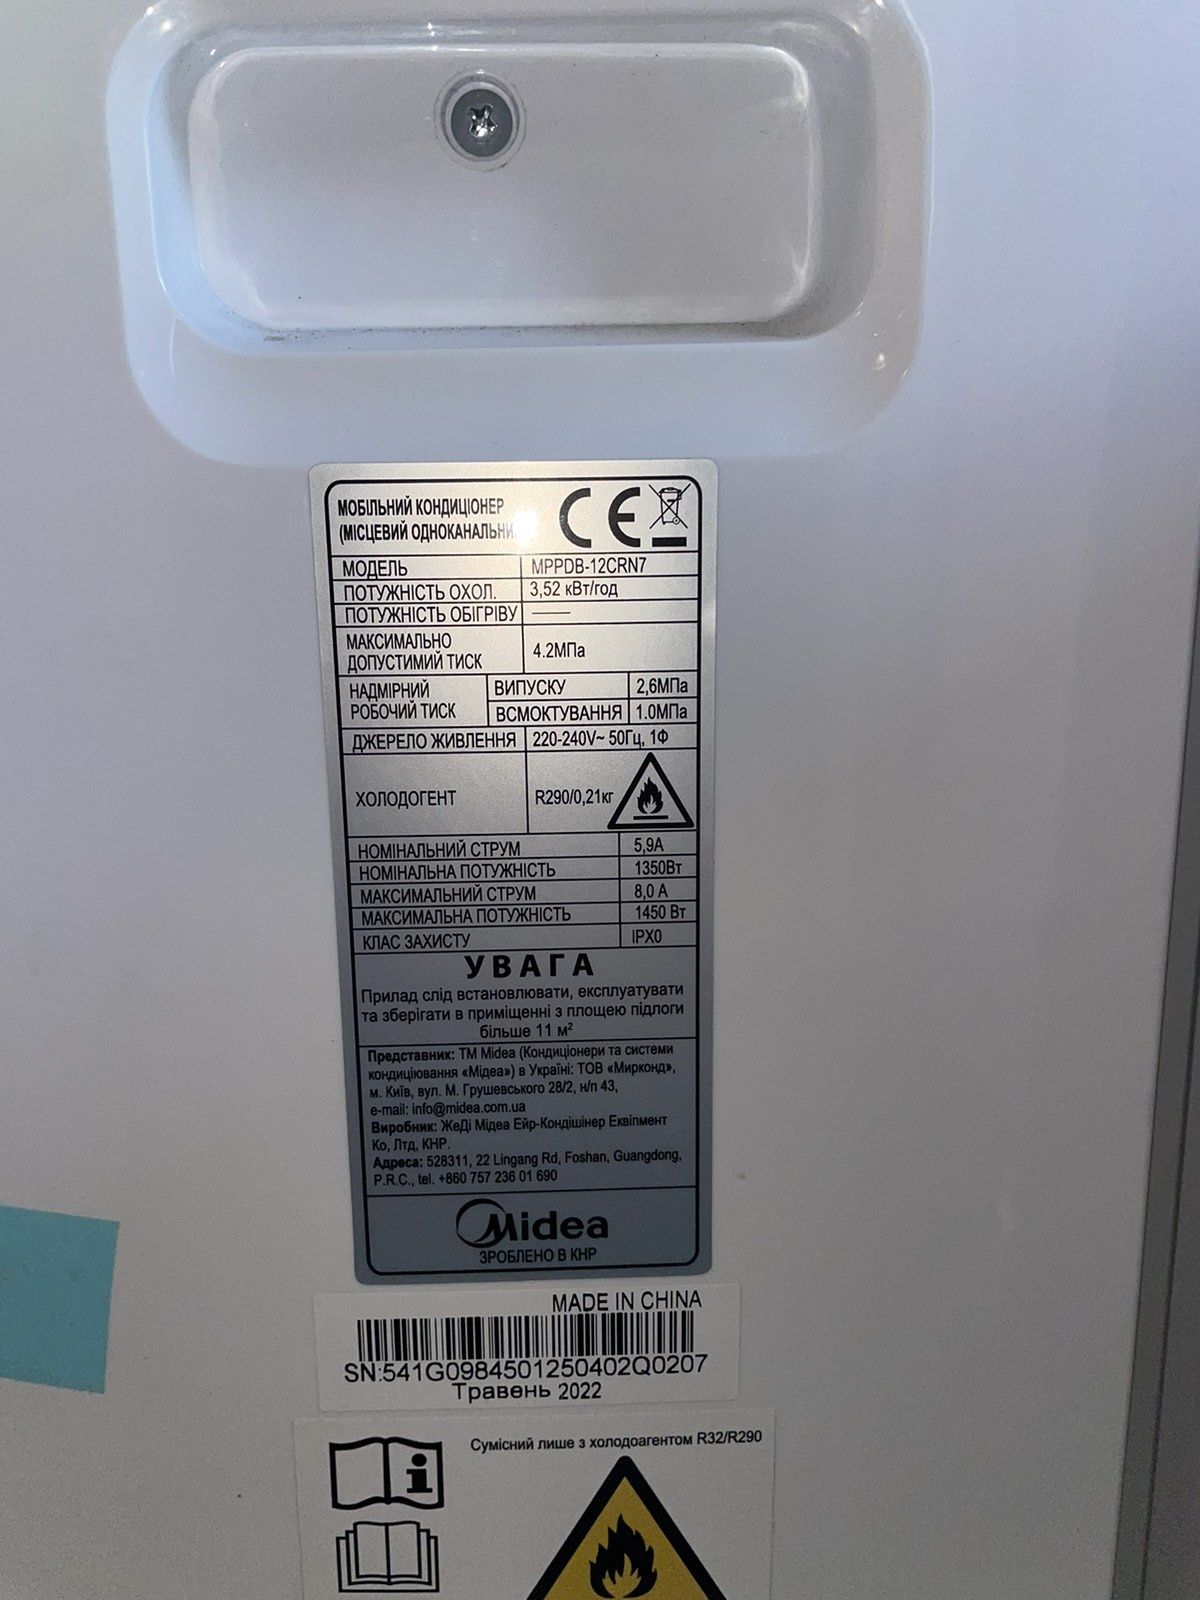 МОБІЛЬНИЙ КОНДИЦІОНЕР
(МІСЦЕВИЙ ОДНОКАНАЛЬНИ
CE
МОДЕЛЬ MPPDB-12CRN7
ПОТУЖНІСТЬ ОХОЛ. 3,52 кВт/год
ПОТУЖНІСТЬ ОБІГРІВУ ——
МАКСИМАЛЬНО
ДОПУСТИМИЙ ТИСК 4.2МПа
НАДМІРНИЙ
РОБОЧИЙ ТИСК
ВИПУСКУ 2,6МПа
ВСМОКТУВАННЯ 1.0МПа
ДЖЕРЕЛО ЖИВЛЕННЯ 220-240V~ 50Гц, 1Ф
ХОЛОДОГЕНТ R290/0,21кг
НОМІНАЛЬНИЙ СТРУМ 5,9А
НОМІНАЛЬНА ПОТУЖНІСТЬ 1350Вт
МАКСИМАЛЬНИЙ СТРУМ 8,0 А
МАКСИМАЛЬНА ПОТУЖНІСТЬ 1450 Вт
КЛАС ЗАХИСТУ IPX0
УВАГА
Прилад слід встановлювати, експлуатувати
та зберігати в приміщенні з площею підлоги
більше 11 м²
Представник: ТМ Midea (Кондиціонери та системи
кондиціювання «Мідеа») в Україні: ТОВ «Мирконд»,
м. Київ, вул. М. Грушевського 28/2, н/п 43,
e-mail: info@midea.com.ua
Виробник: ЖеДі Мідеа Ейр-Кондішінер Еквіпмент
Ко, Лтд, КНР.
Адреса: 528311, 22 Lingang Rd, Foshan, Guangdong,
P.R.C., tel. +860 757 236 01 690
Midea
ЗРОБЛЕНО В КНР
MADE IN CHINA
SN:541G0984501250402Q0207
Травень 2022
Сумісний лише з холодоагентом R32/R290